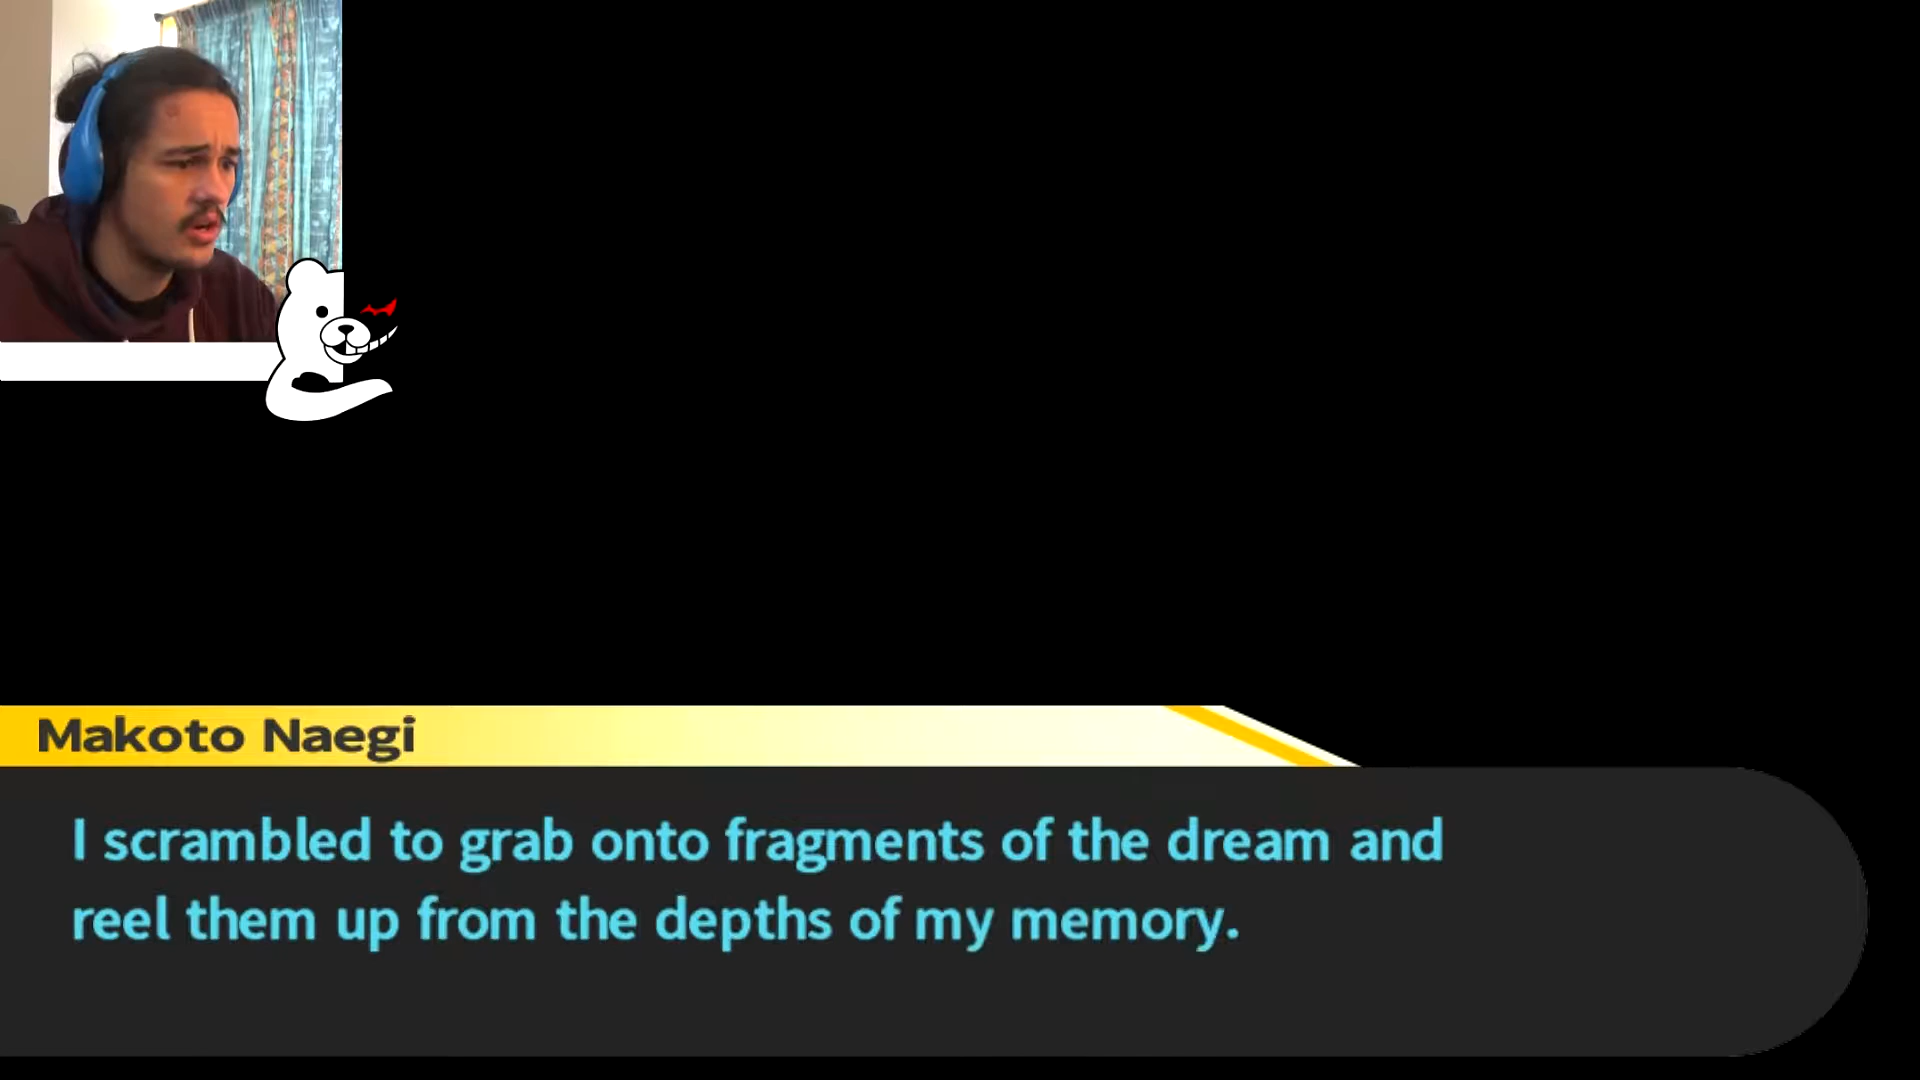 Makoto Naegi
I scrambled to grab onto fragments of the dream and
reel them up from the depths of my memory.